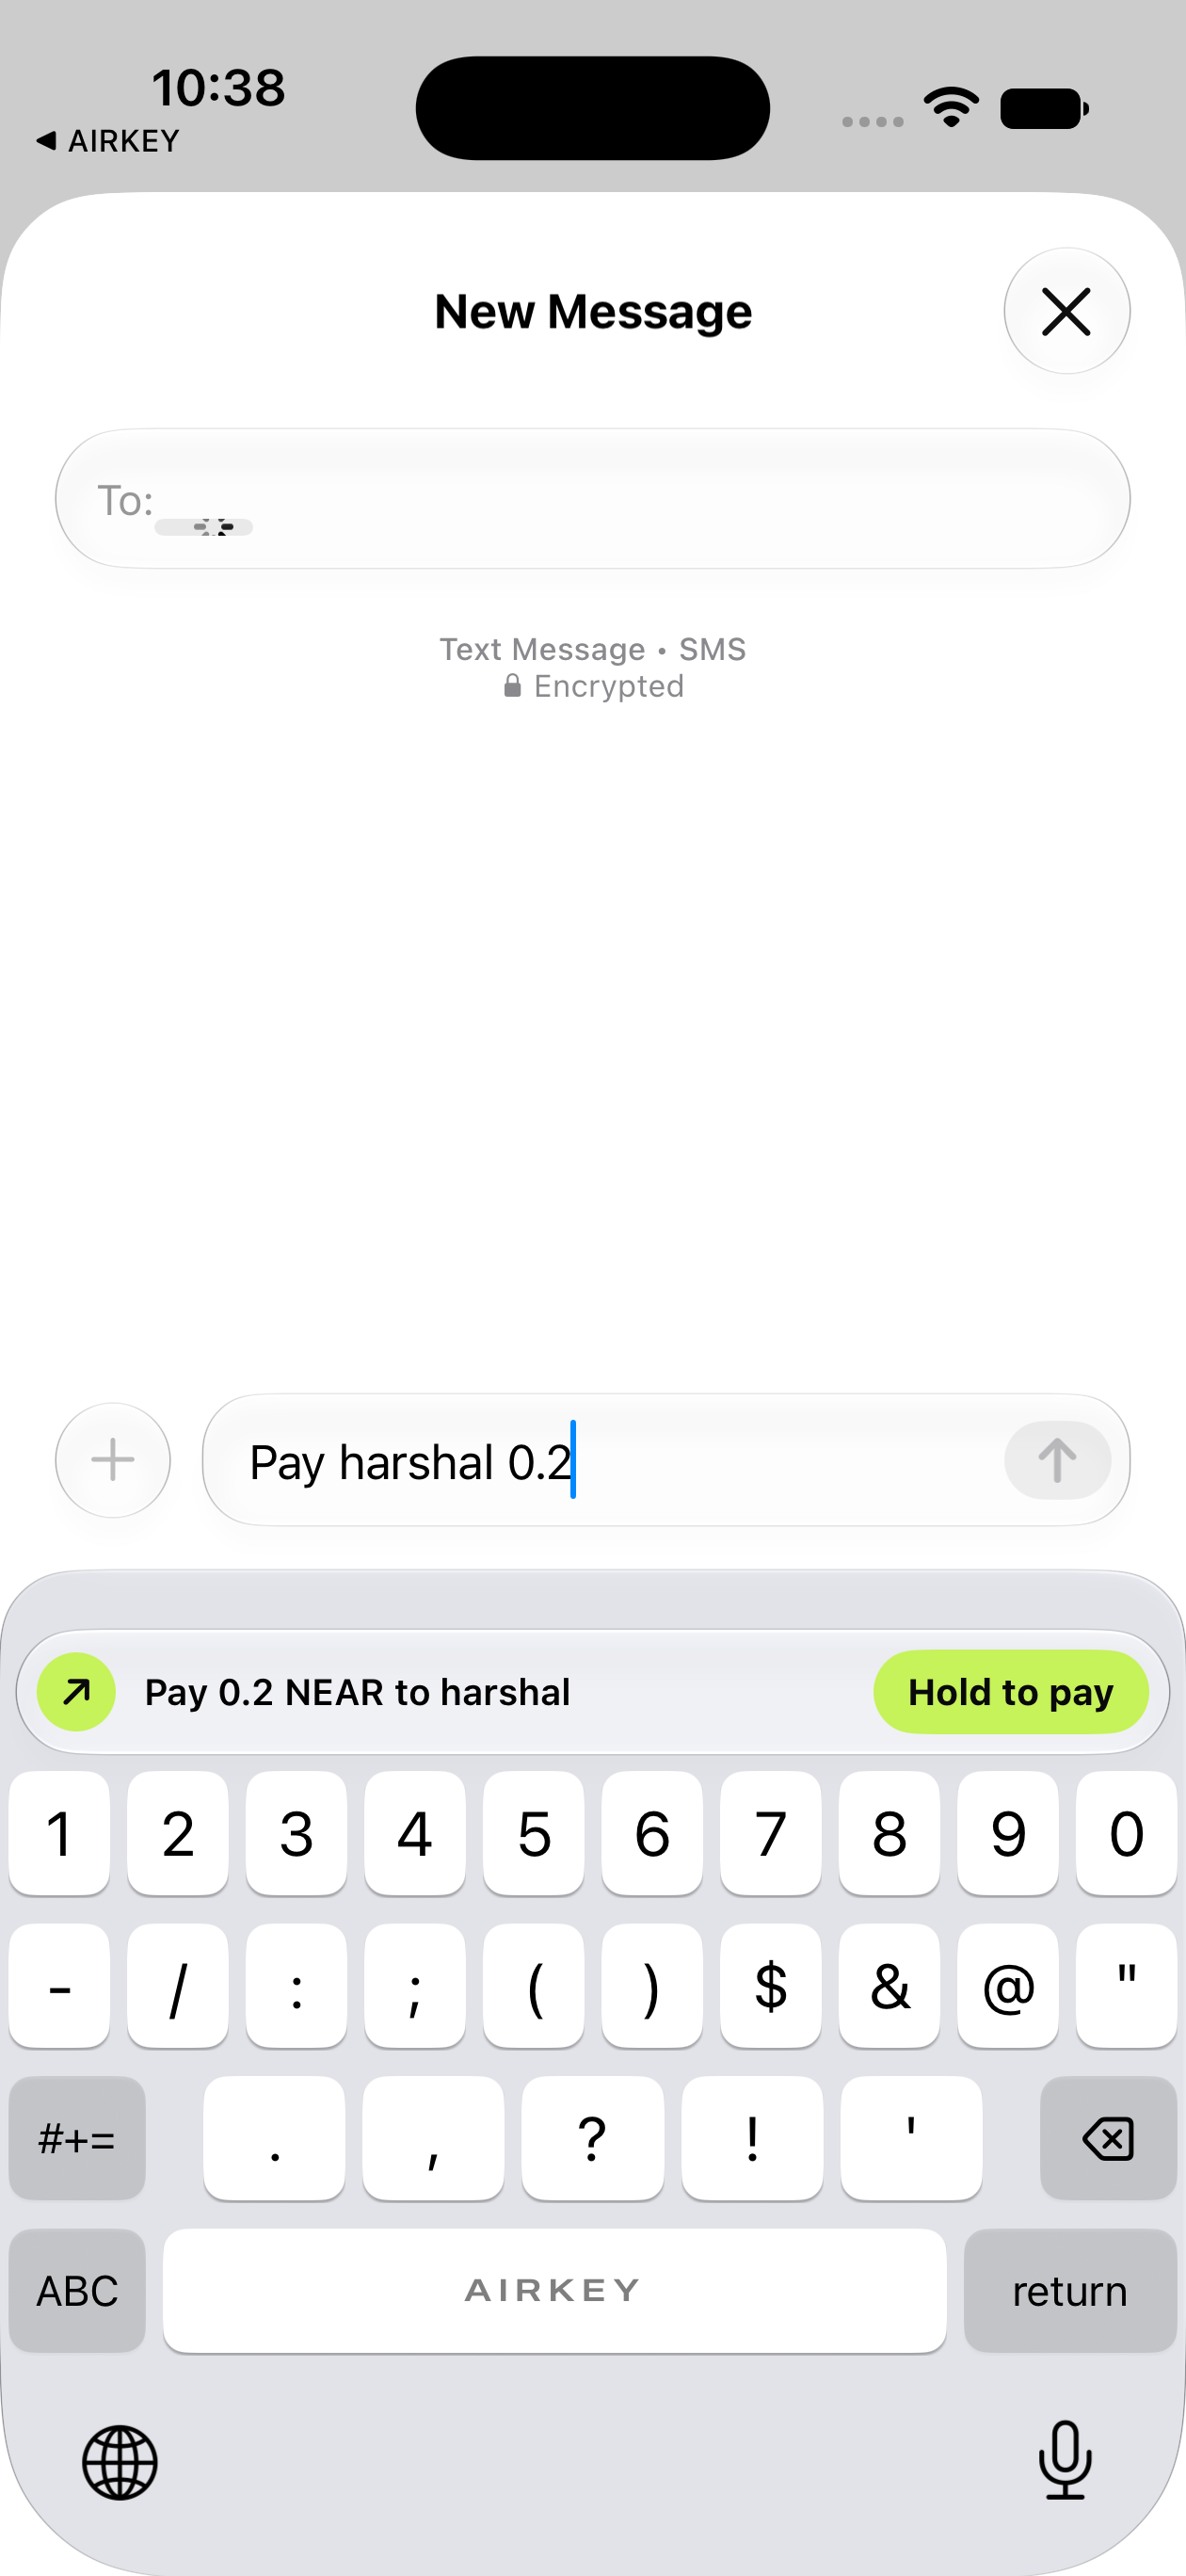 10:38
◀ AIRKEY
New Message
To:
Text Message • SMS
Encrypted
Pay harshal 0.2
Pay 0.2 NEAR to harshal
Hold to pay
1 2 3 4 5 6 7 8 9 0
- / : ; ( ) $ & @ "
#+= . , ? ! '
ABC AIRKEY return